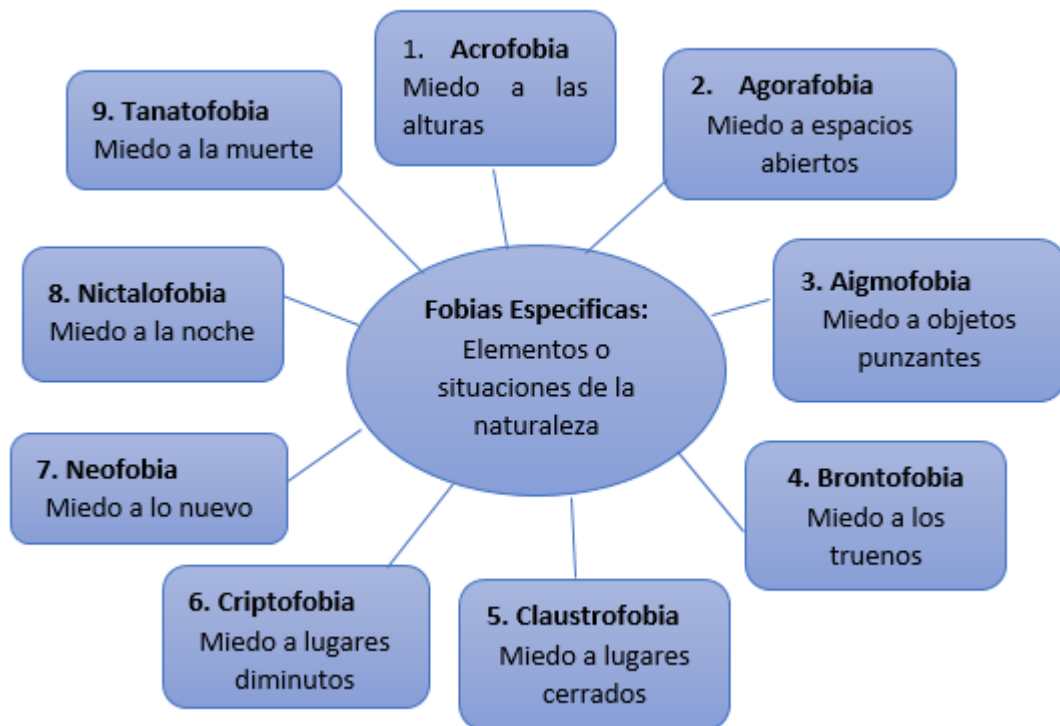 1. Acrofobia
Miedo a las
alturas
2. Agorafobia
Miedo a espacios
abiertos
3. Aigmofobia
Miedo a objetos
punzantes
4. Brontofobia
Miedo a los
truenos
5. Claustrofobia
Miedo a lugares
cerrados
6. Criptofobia
Miedo a lugares
diminutos
7. Neofobia
Miedo a lo nuevo
8. Nictalofobia
Miedo a la noche
9. Tanatofobia
Miedo a la muerte
Fobias Especificas:
Elementos o
situaciones de la
naturaleza